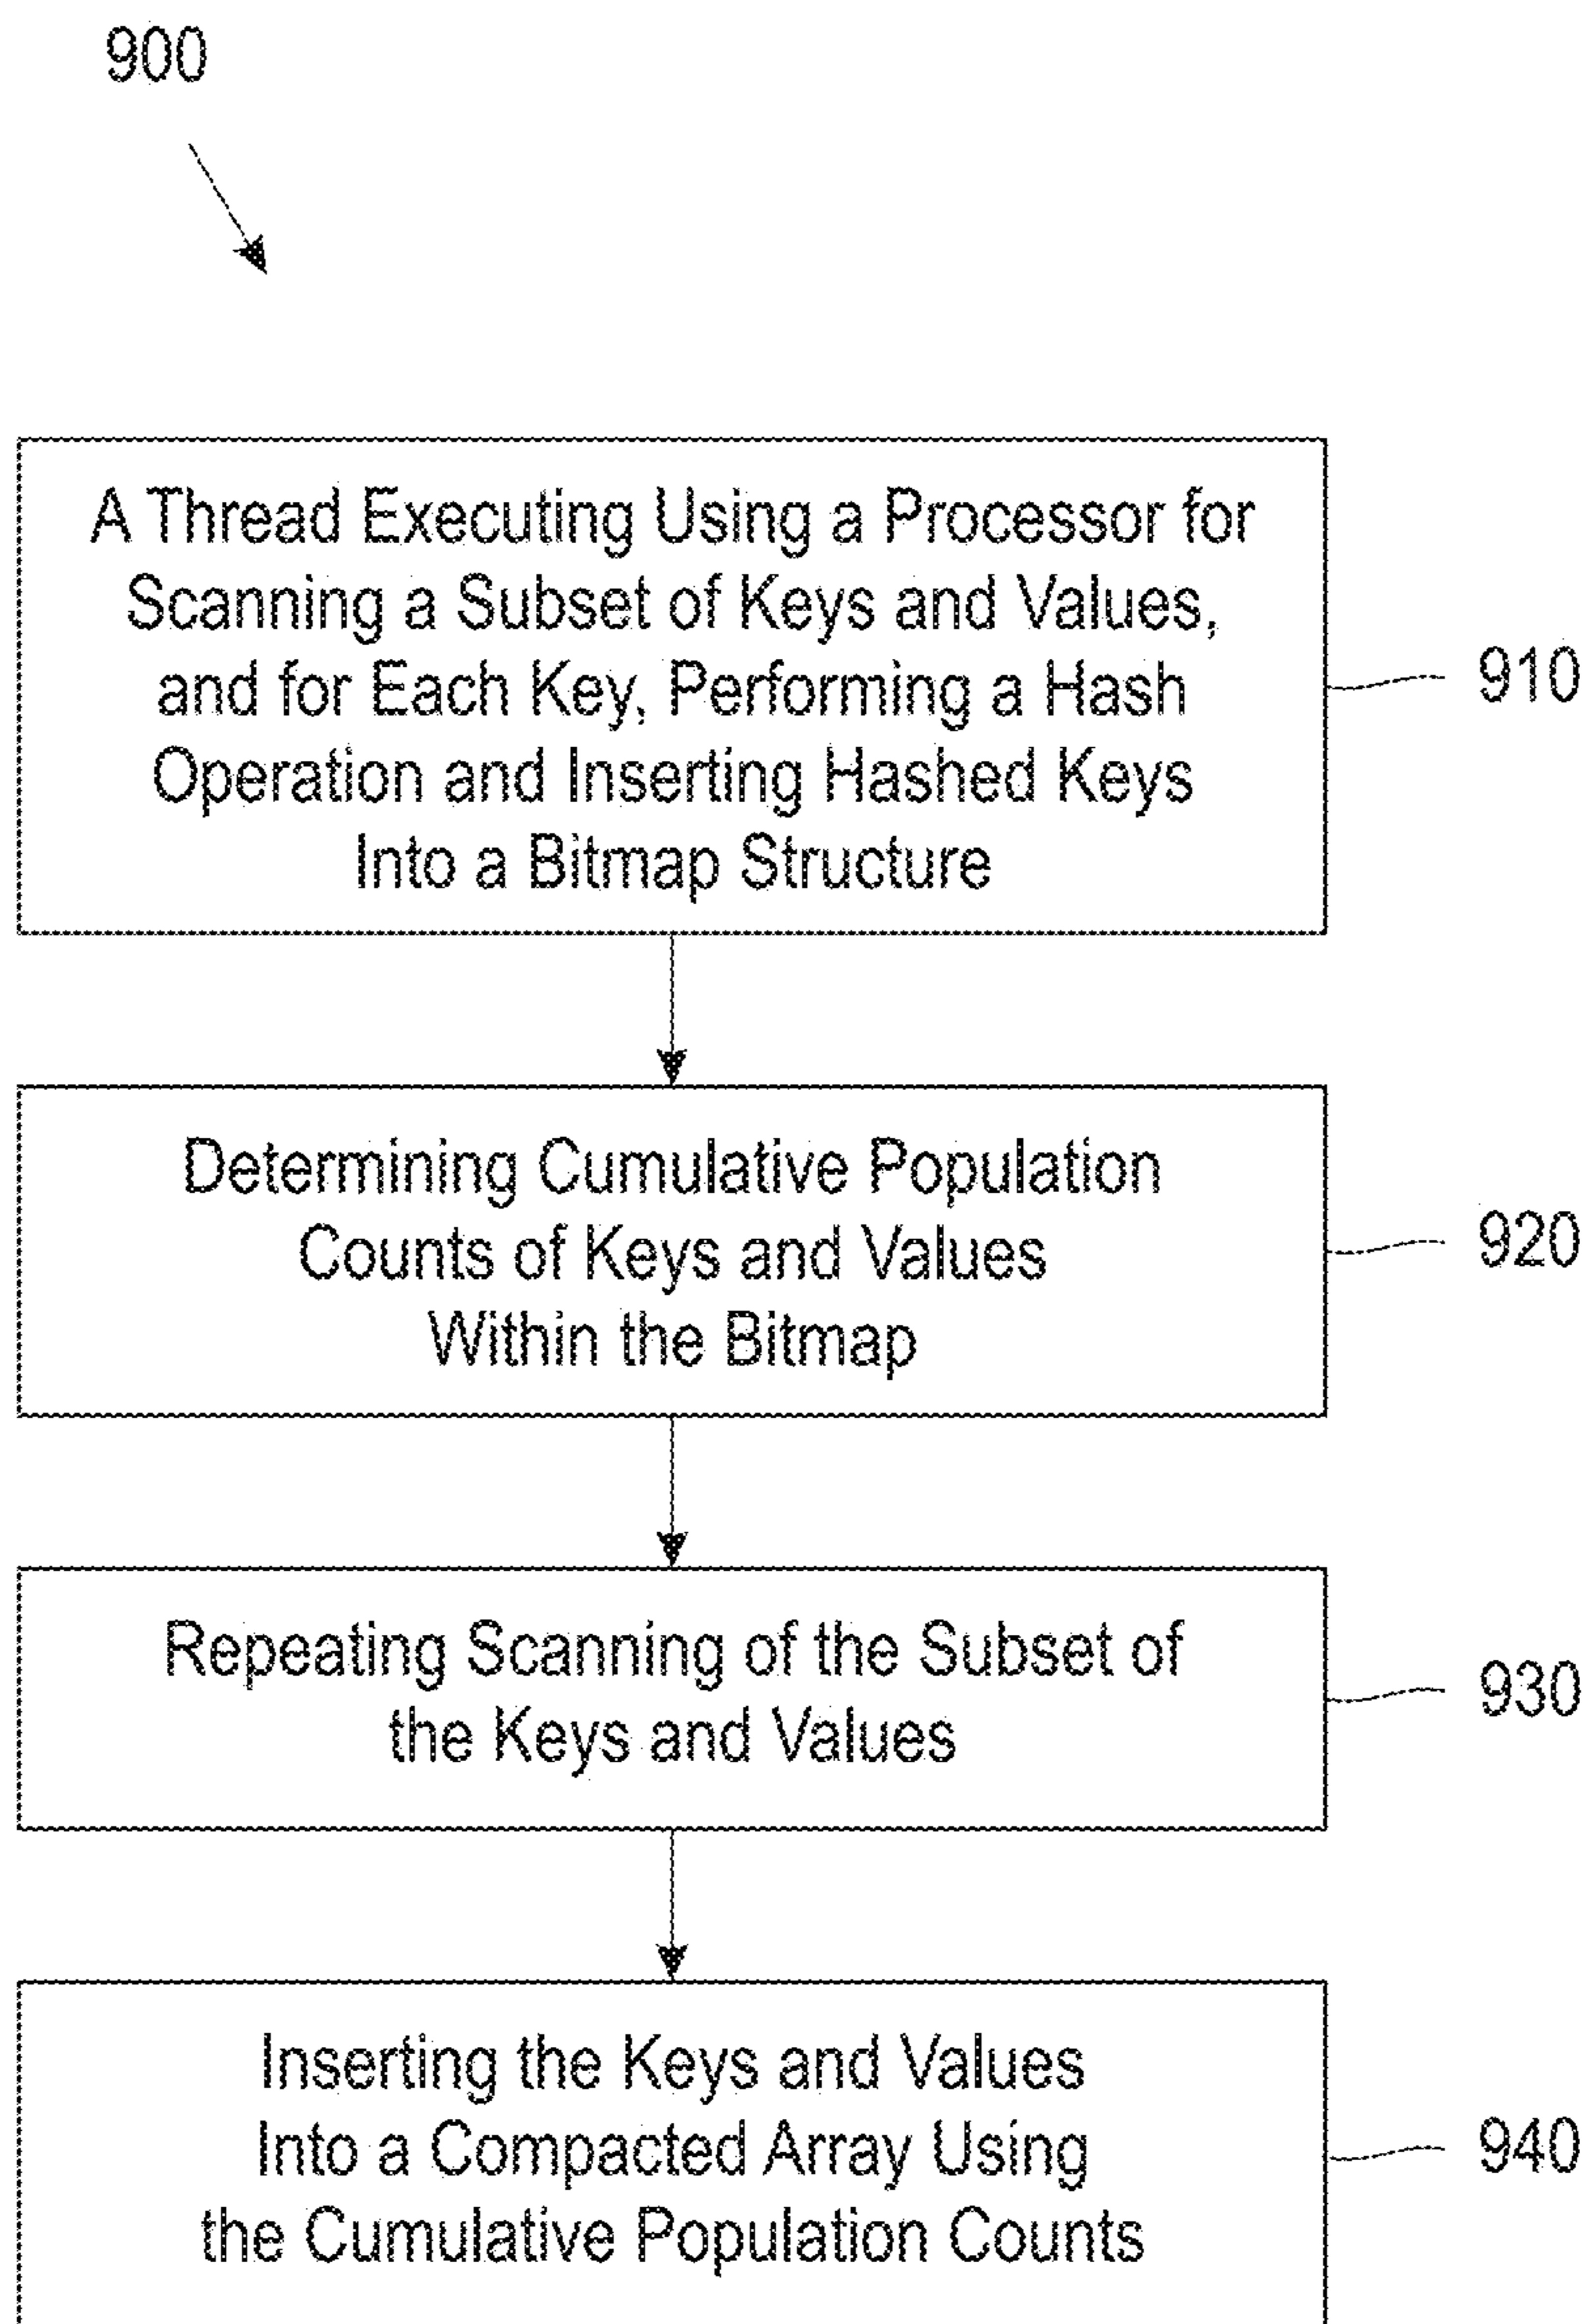 900
A Thread Executing Using a Processor for
Scanning a Subset of Keys and Values,
and for Each Key, Performing a Hash
Operation and Inserting Hashed Keys
Into a Bitmap Structure
910
Determining Cumulative Population
Counts of Keys and Values
Within the Bitmap
920
Repeating Scanning of the Subset of
the Keys and Values
930
Inserting the Keys and Values
Into a Compacted Array Using
the Cumulative Population Counts
940